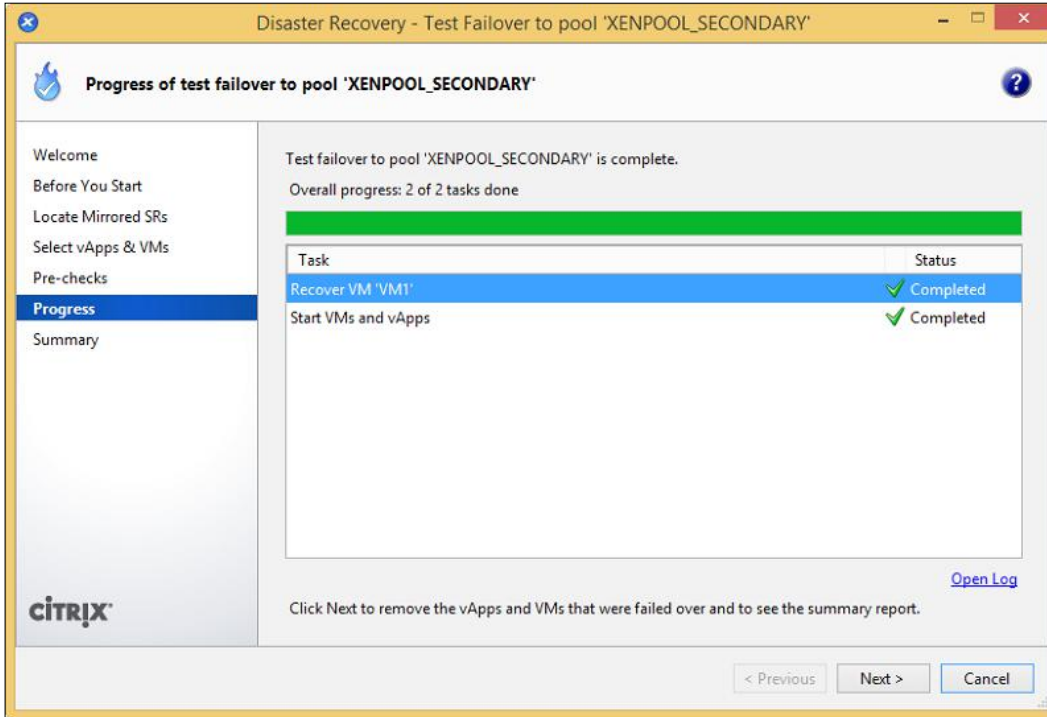 Disaster Recovery - Test Failover to pool 'XENPOOL_SECONDARY'
Progress of test failover to pool 'XENPOOL_SECONDARY'
?
Welcome
Before You Start
Locate Mirrored SRs
Select vApps & VMs
Pre-checks
Progress
Summary
CITRIX
Test failover to pool 'XENPOOL_SECONDARY' is complete.
Overall progress: 2 of 2 tasks done
Task Status
Recover VM 'VM1' Completed
Start VMs and vApps Completed
Open Log
Click Next to remove the vApps and VMs that were failed over and to see the summary report.
< Previous Next > Cancel